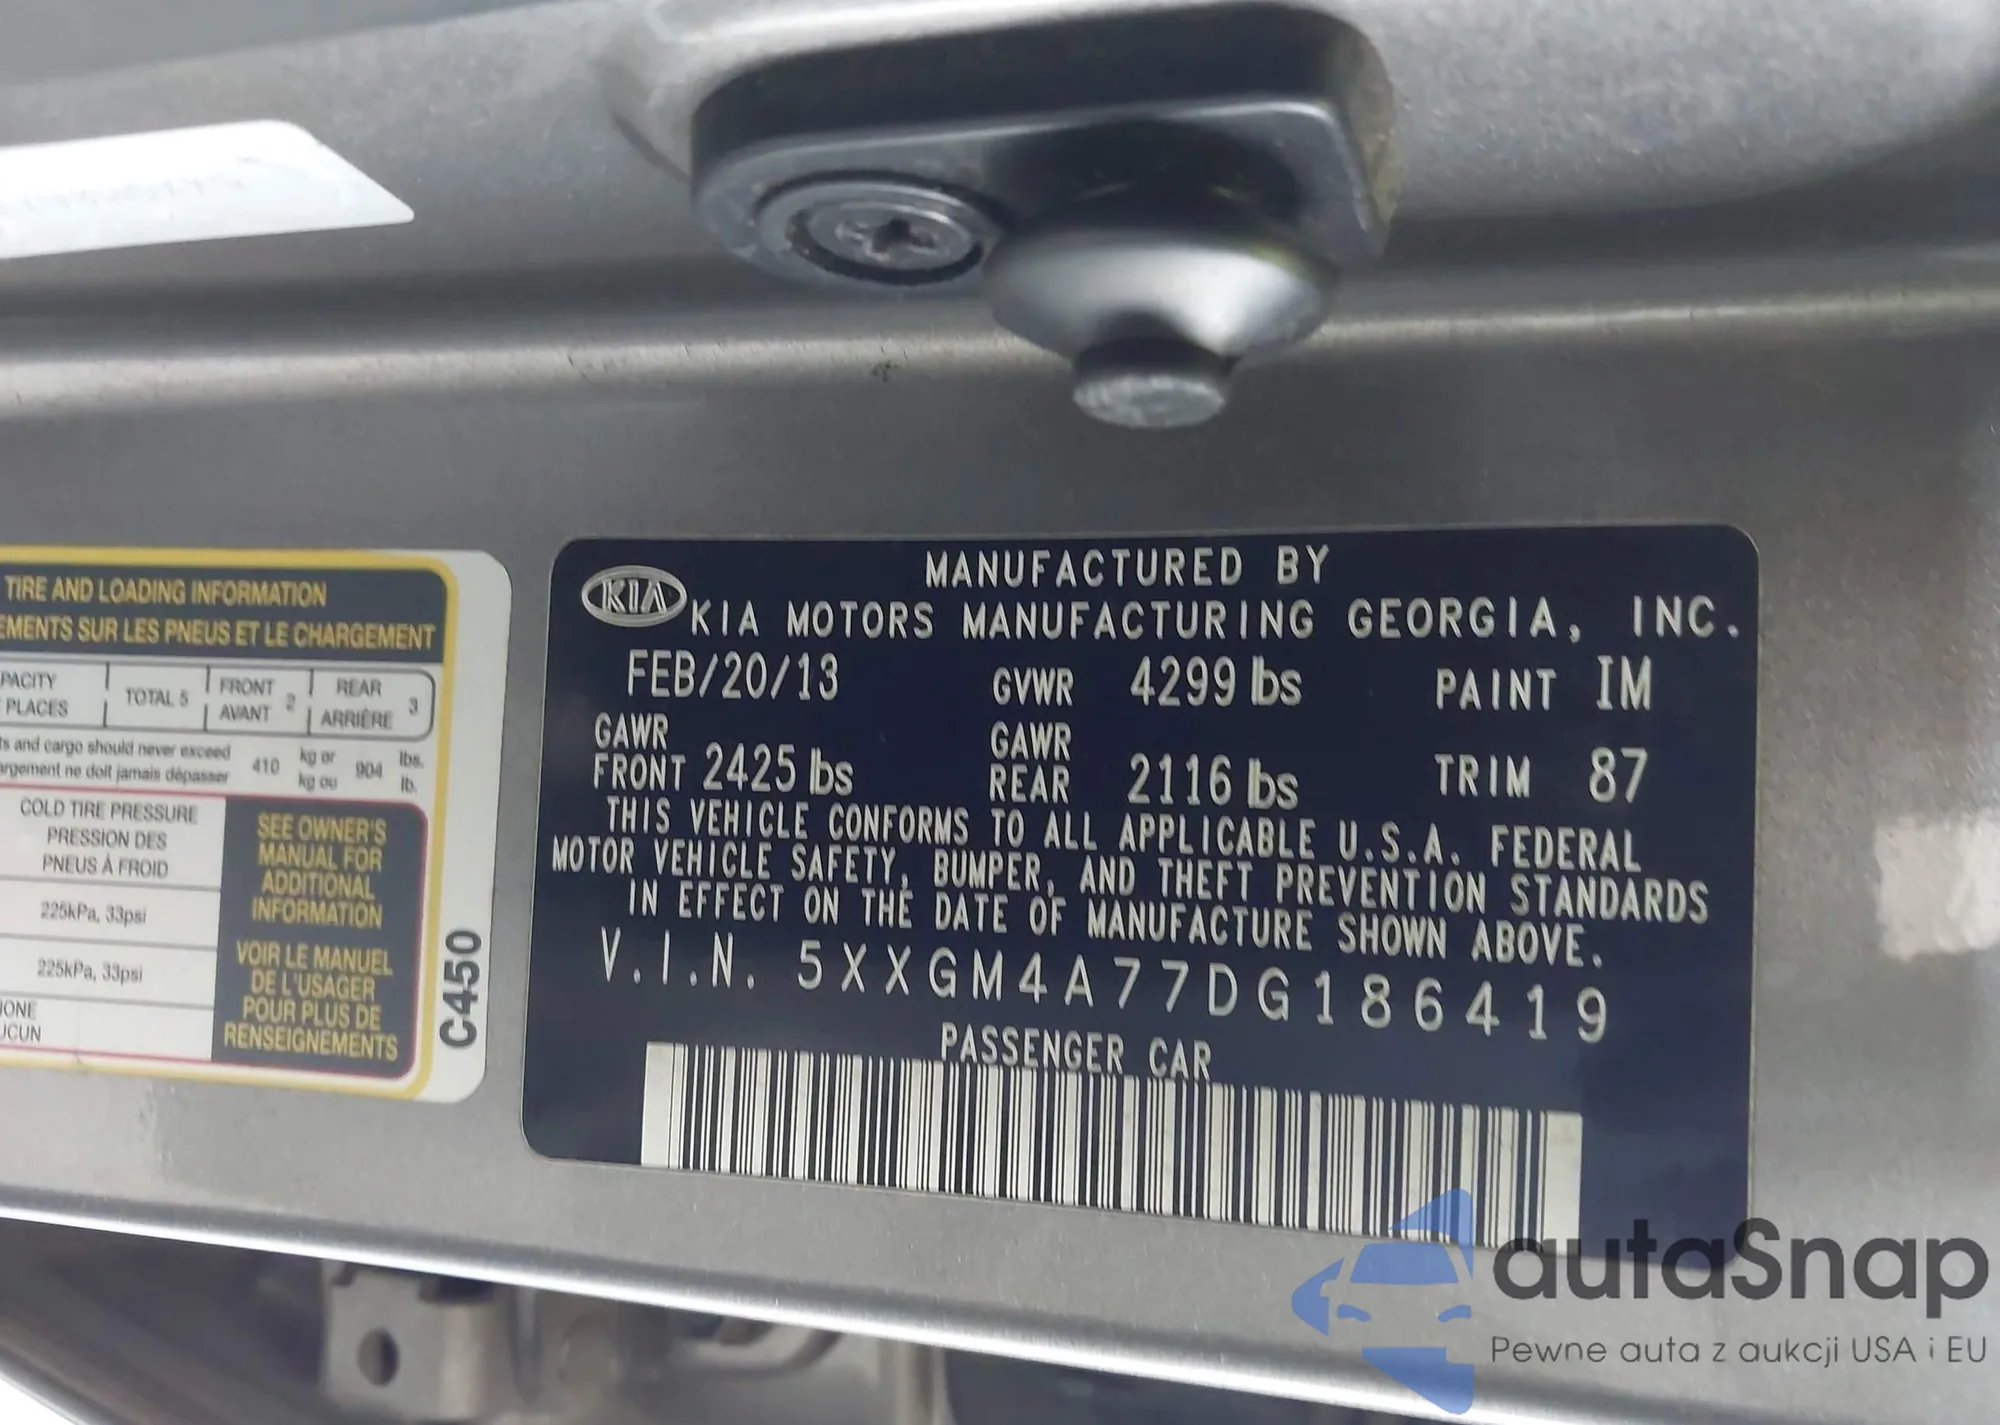 TIRE AND LOADING INFORMATION
EMENTS SUR LES PNEUS ET LE CHARGEMENT
PACITY
PLACES
TOTAL 5
FRONT
AVANT
2
REAR
ARRIÈRE
3
ts and cargo should never exceed
argement ne doit jamais dépasser
410
kg or
kg ou
904
lbs.
lb.
COLD TIRE PRESSURE
PRESSION DES
PNEUS À FROID
225kPa, 33psi
225kPa, 33psi
SEE OWNER'S
MANUAL FOR
ADDITIONAL
INFORMATION
VOIR LE MANUEL
DE L'USAGER
POUR PLUS DE
RENSEIGNEMENTS
C450
KIA
MANUFACTURED BY
KIA MOTORS MANUFACTURING GEORGIA, INC.
FEB/20/13 GVWR 4299 lbs PAINT IM
GAWR FRONT 2425 lbs GAWR REAR 2116 lbs TRIM 87
THIS VEHICLE CONFORMS TO ALL APPLICABLE U.S.A. FEDERAL
MOTOR VEHICLE SAFETY, BUMPER, AND THEFT PREVENTION STANDARDS
IN EFFECT ON THE DATE OF MANUFACTURE SHOWN ABOVE.
V.I.N. 5XXGM4A77DG186419
PASSENGER CAR
autaSnap
Pewne auta z aukcji USA i EU